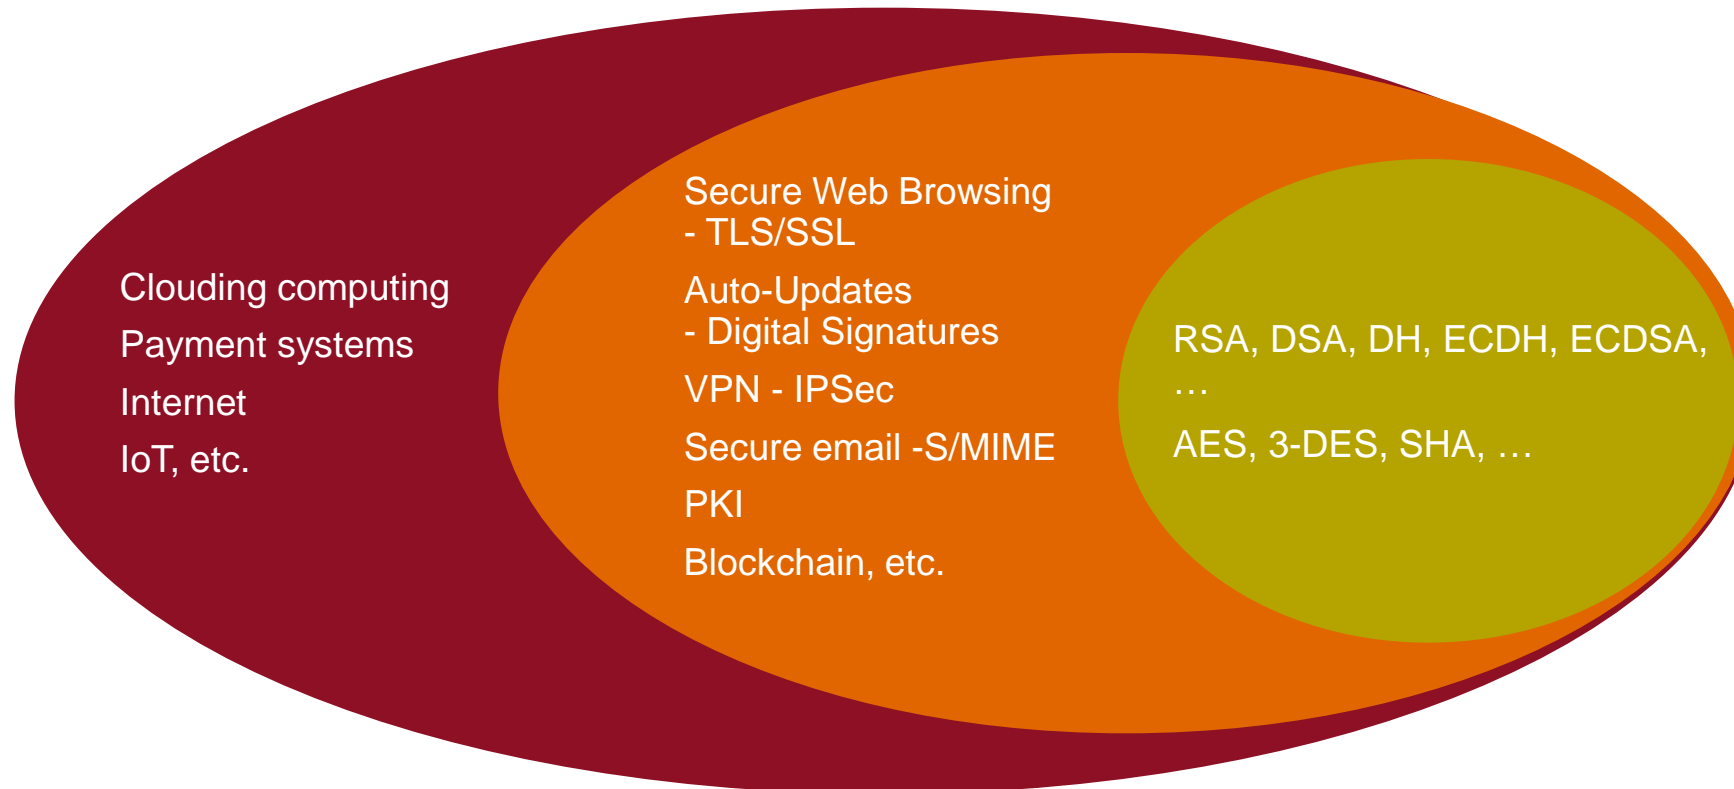 Clouding computing
Payment systems
Internet
IoT, etc.
Secure Web Browsing
- TLS/SSL
Auto-Updates
- Digital Signatures
VPN - IPSec
Secure email -S/MIME
PKI
Blockchain, etc.
RSA, DSA, DH, ECDH, ECDSA,
…
AES, 3-DES, SHA, …